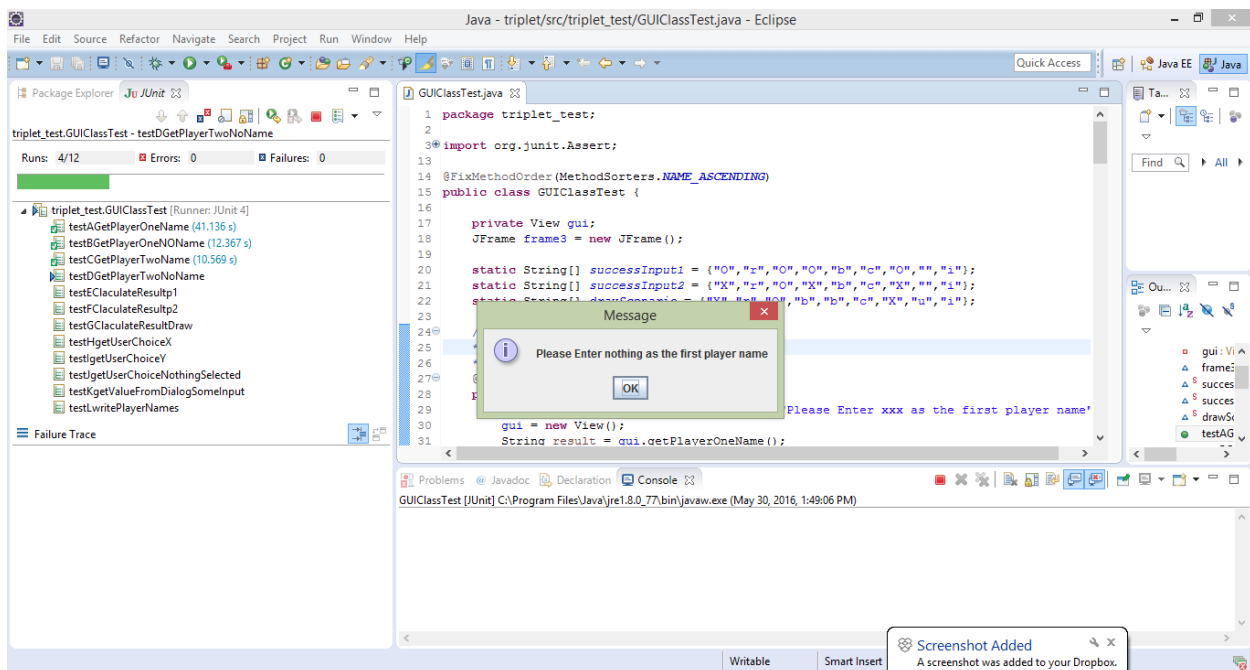 Java - triplet/src/triplet_test/GUIClassTest.java - Eclipse
File Edit Source Refactor Navigate Search Project Run Window Help
Quick Access
Java EE
Java
Package Explorer
JUnit
triplet_test.GUIClassTest - testDGetPlayerTwoNoName
Runs: 4/12 Errors: 0 Failures: 0
triplet_test.GUIClassTest [Runner: JUnit 4]
testAGetPlayerOneName (41.136 s)
testBGetPlayerOneNOName (12.367 s)
testCGetPlayerTwoName (10.569 s)
testDGetPlayerTwoNoName
testEClaculateResultp1
testFClaculateResultp2
testGClaculateResultDraw
testHgetUserChoiceX
testIgetUserChoiceY
testJgetUserChoiceNothingSelected
testKgetValueFromDialogSomeInput
testLwritePlayerNames
Failure Trace
GUIClassTest.java
1 package triplet_test;
2
3 import org.junit.Assert;
13
14 @FixMethodOrder(MethodSorters.NAME_ASCENDING)
15 public class GUIClassTest {
16
17 private View gui;
18 JFrame frame3 = new JFrame();
19
20 static String[] successInput1 = {"O","r","O","O","b","c","O","","i"};
21 static String[] successInput2 = {"X","r","O","X","b","c","X","","i"};
22 static String[] drawScenario = {"X","r","O","b","b","c","X","u","i"};
23
24 /
25 *
26 *
27 @
28 p
29 "Please Enter xxx as the first player name"
30 gui = new View();
31 String result = gui.getPlayerOneName();
Message
Please Enter nothing as the first player name
OK
Ta...
Find
All
Ou...
gui : Vi
frame3
succes
succes
drawSc
testAG
Problems @ Javadoc Declaration Console
GUIClassTest [JUnit] C:\Program Files\Java\jre1.8.0_77\bin\javaw.exe (May 30, 2016, 1:49:06 PM)
Writable
Smart Insert
Screenshot Added
A screenshot was added to your Dropbox.